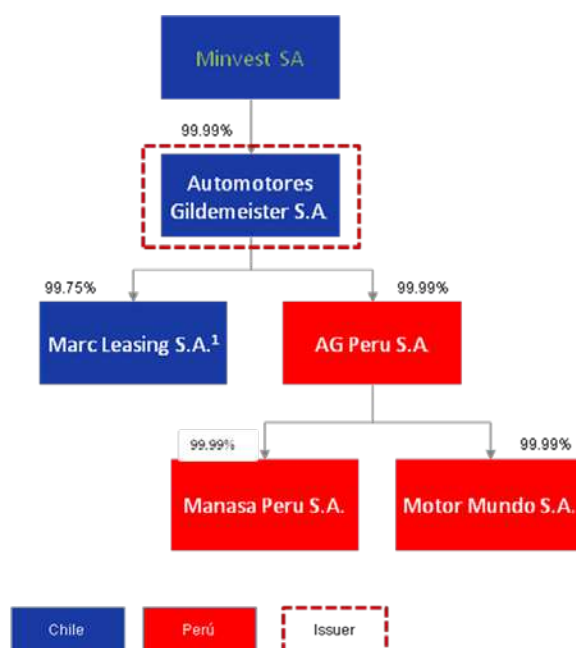 Minvest SA
99.99%
Automotores
Gildemeister S.A.
99.75%
99.99%
Marc Leasing S.A.¹
AG Peru S.A.
99.99%
99.99%
Manasa Peru S.A.
Motor Mundo S.A.
Chile
Perú
Issuer